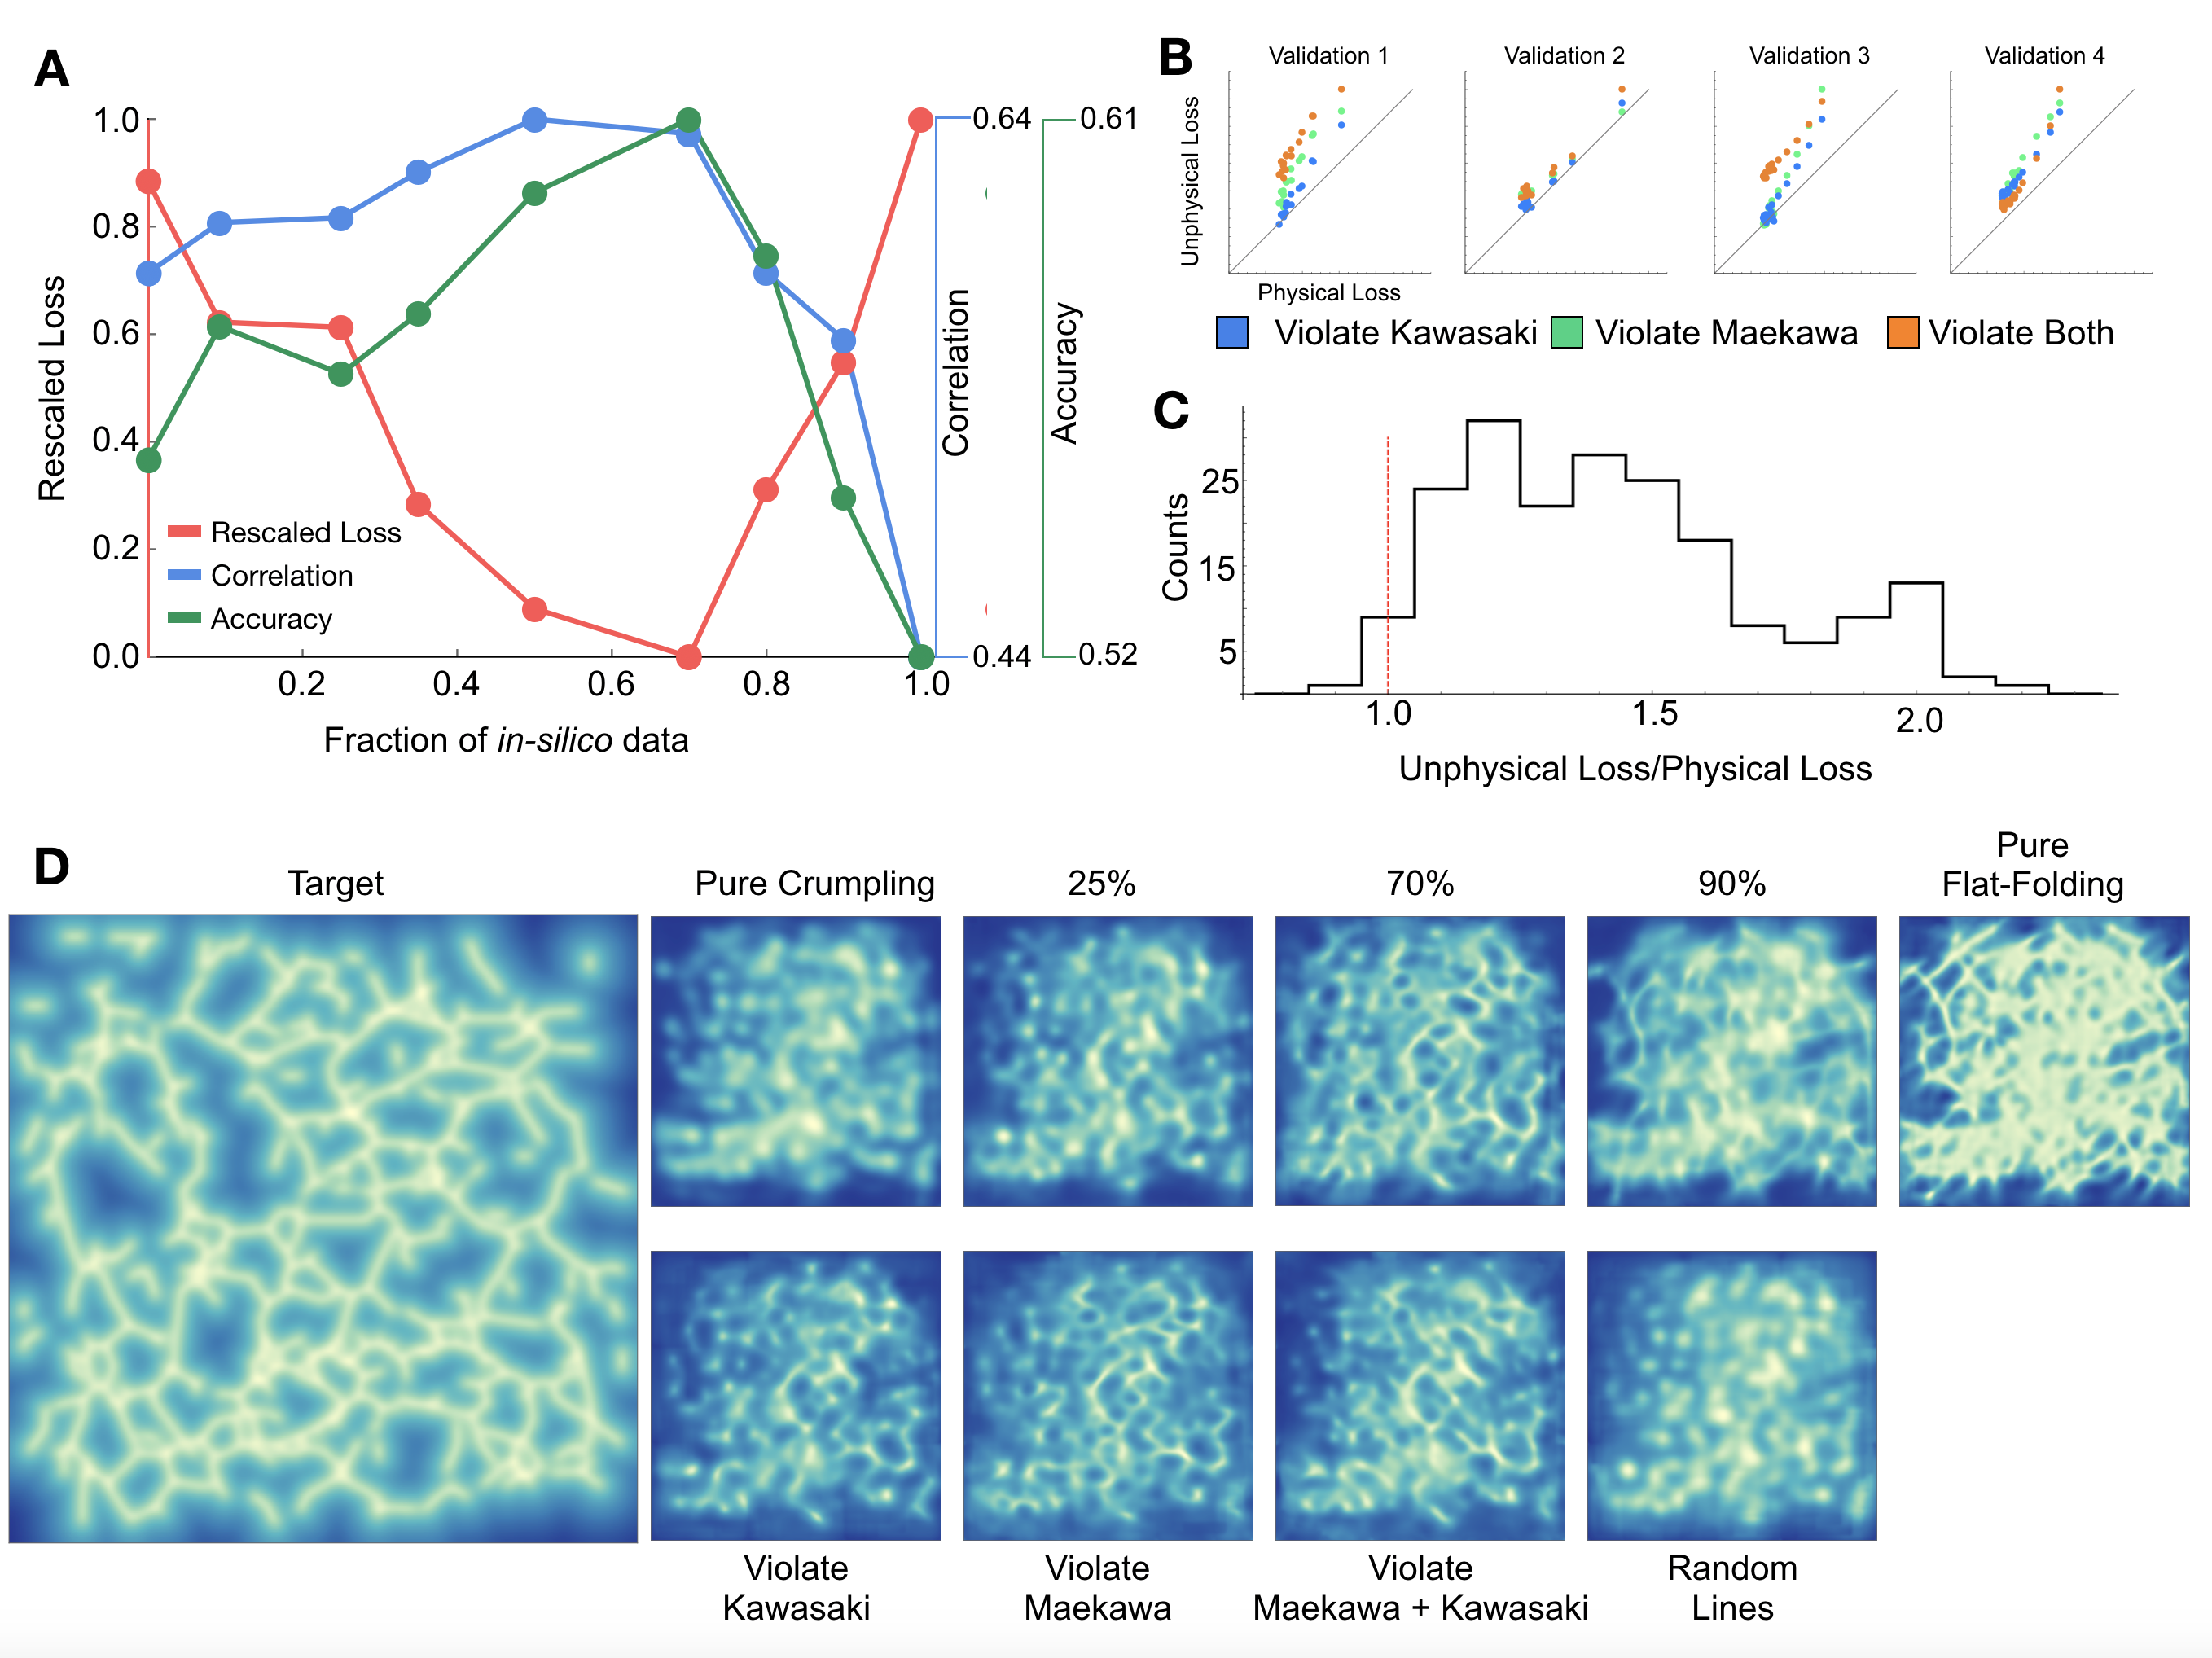 A
Rescaled Loss
1.0
0.8
0.6
0.4
0.2
0.0
Rescaled Loss
Correlation
Accuracy
0.2
0.4
0.6
0.8
1.0
Fraction of in-silico data
0.64
Correlation
0.44
0.61
Accuracy
0.52
B
Validation 1
Validation 2
Validation 3
Validation 4
Unphysical Loss
Physical Loss
Violate Kawasaki
Violate Maekawa
Violate Both
C
Counts
25
15
5
1.0
1.5
2.0
Unphysical Loss/Physical Loss
D
Target
Pure Crumpling
25%
70%
90%
Pure
Flat-Folding
Violate
Kawasaki
Violate
Maekawa
Violate
Maekawa + Kawasaki
Random
Lines